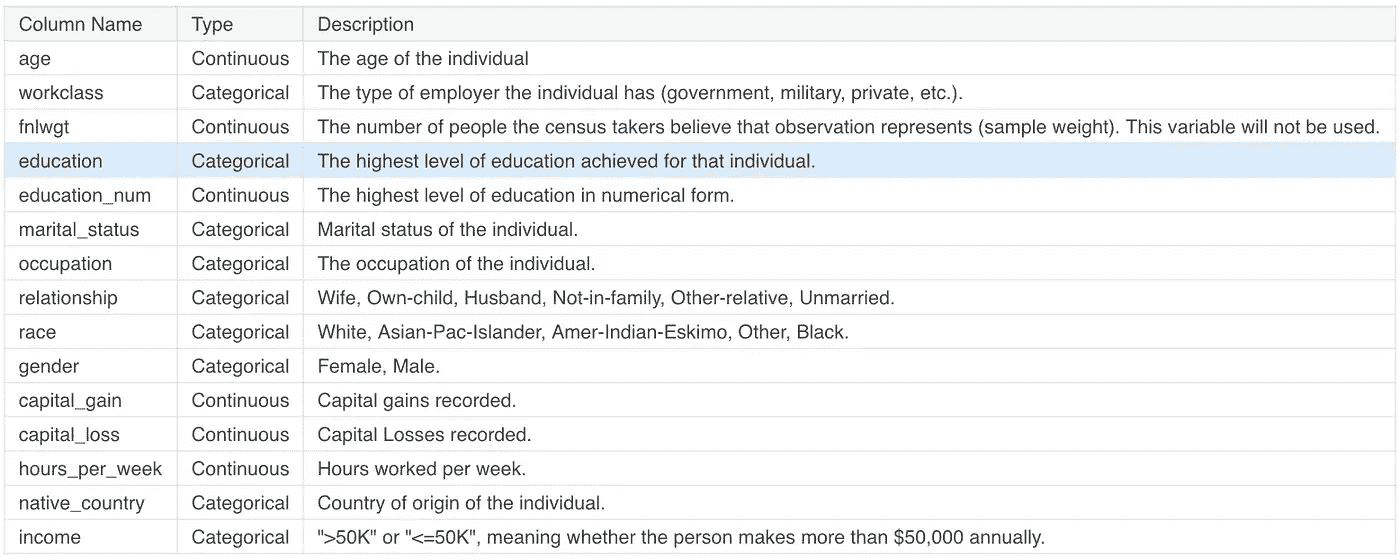 Column Name Type Description
age Continuous The age of the individual
workclass Categorical The type of employer the individual has (government, military, private, etc.).
fnlwgt Continuous The number of people the census takers believe that observation represents (sample weight). This variable will not be used.
education Categorical The highest level of education achieved for that individual.
education_num Continuous The highest level of education in numerical form.
marital_status Categorical Marital status of the individual.
occupation Categorical The occupation of the individual.
relationship Categorical Wife, Own-child, Husband, Not-in-family, Other-relative, Unmarried.
race Categorical White, Asian-Pac-Islander, Amer-Indian-Eskimo, Other, Black.
gender Categorical Female, Male.
capital_gain Continuous Capital gains recorded.
capital_loss Continuous Capital Losses recorded.
hours_per_week Continuous Hours worked per week.
native_country Categorical Country of origin of the individual.
income Categorical ">50K" or "<=50K", meaning whether the person makes more than $50,000 annually.